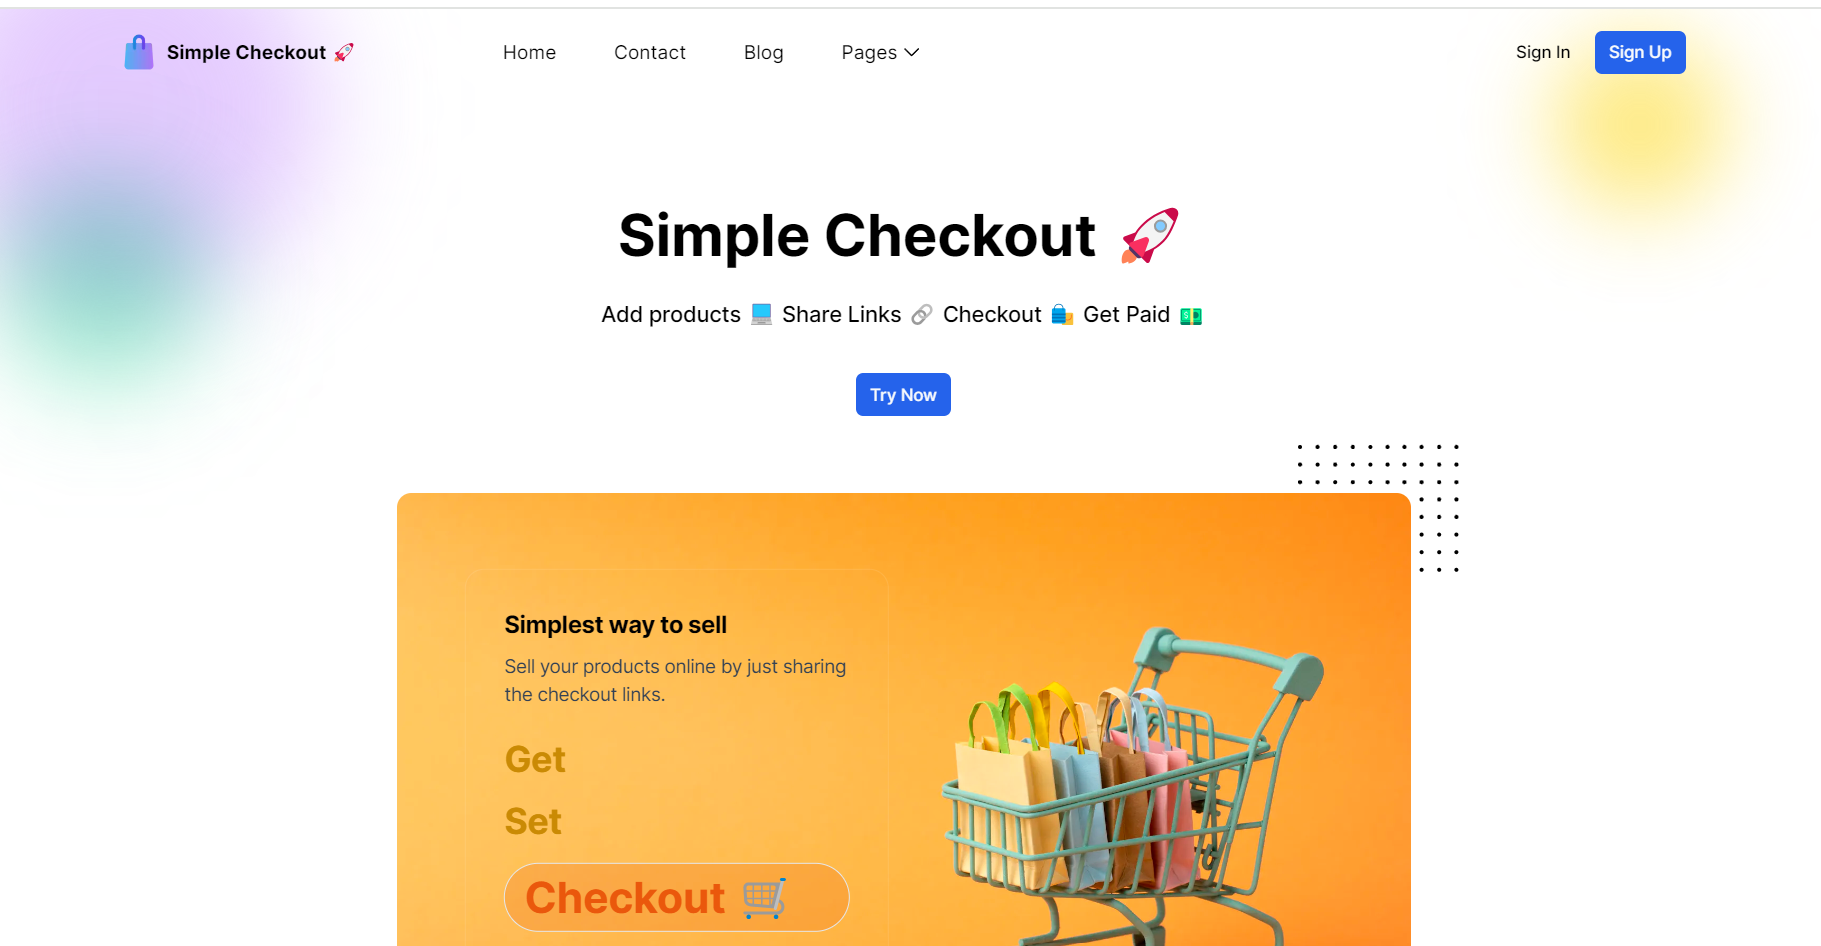 Simple Checkout 🚀
Home Contact Blog Pages
Sign In Sign Up
Simple Checkout 🚀
Add products 💻 Share Links 🔗 Checkout 🛍️ Get Paid 💵
Try Now
Simplest way to sell
Sell your products online by just sharing
the checkout links.
Get
Set
Checkout 🛒